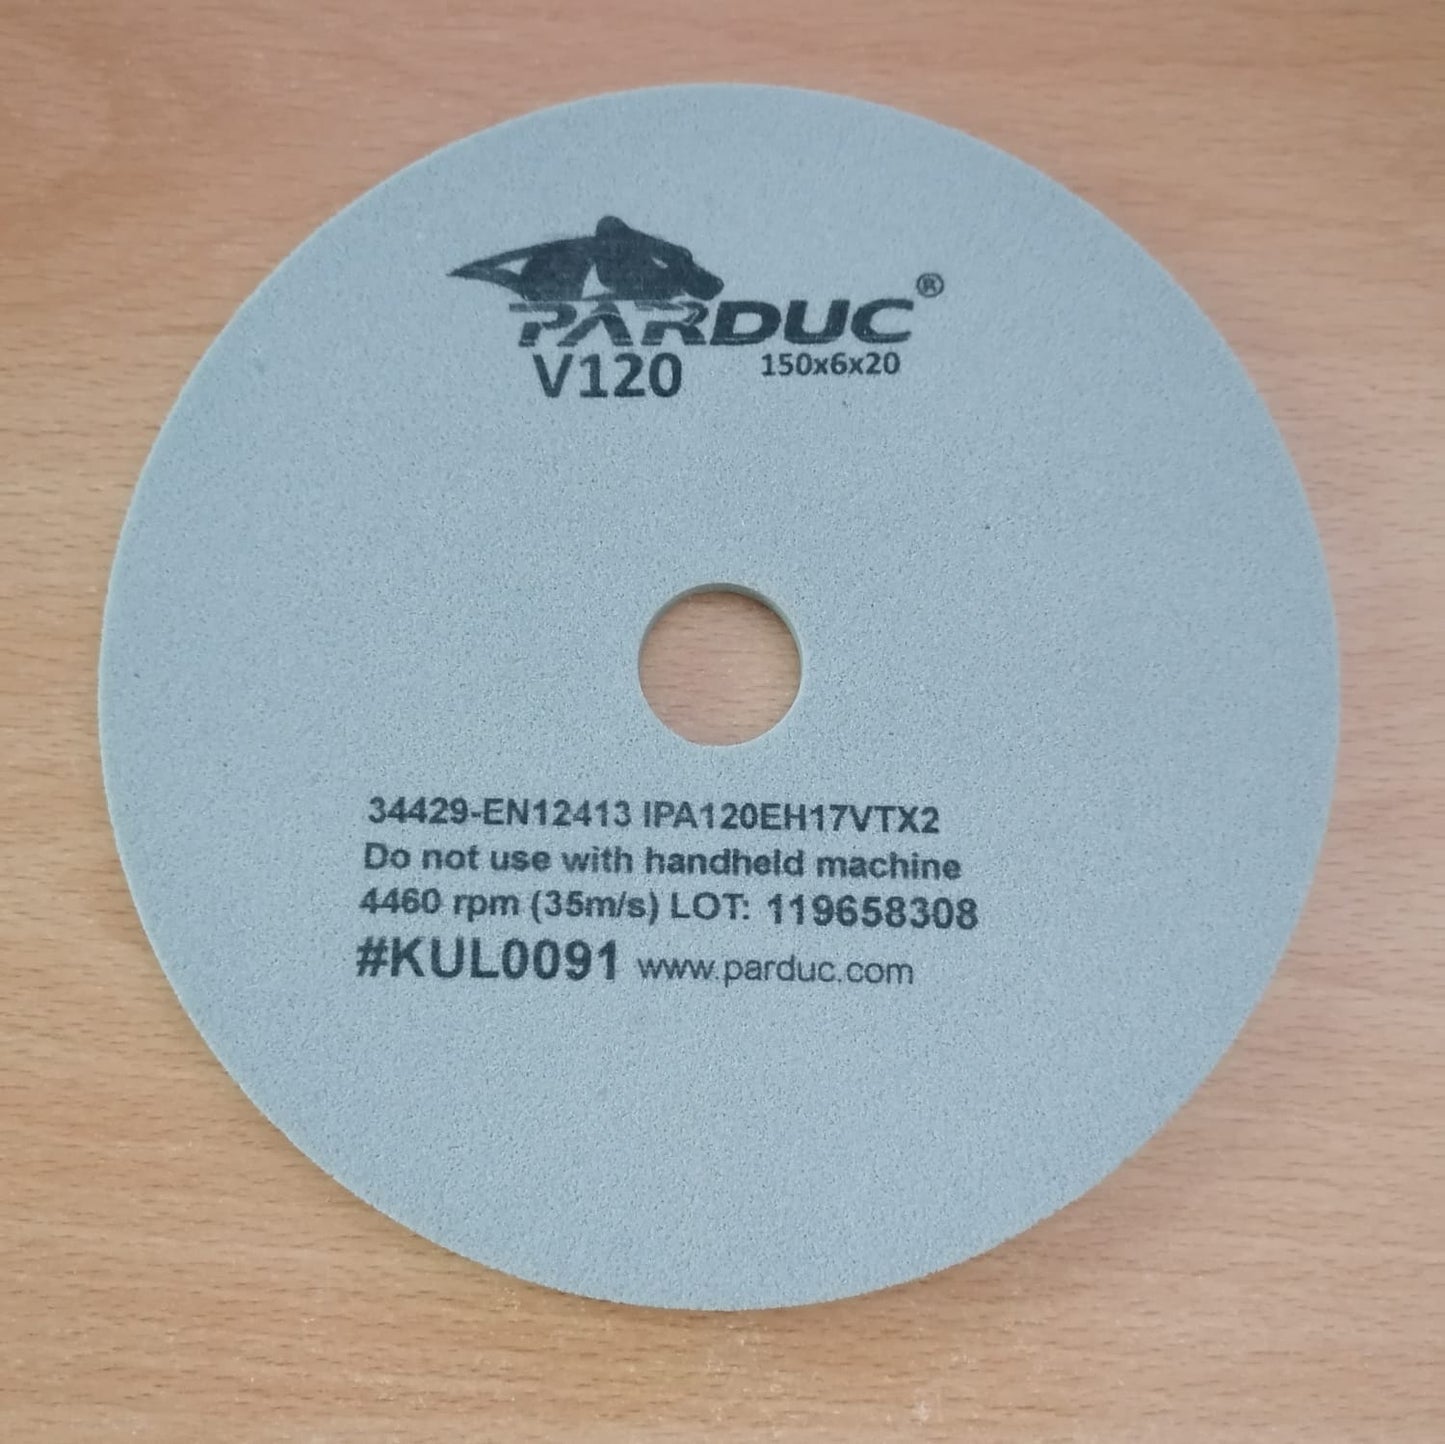 PARDUC®
V120 150x6x20
34429-EN12413 IPA120EH17VTX2
Do not use with handheld machine
4460 rpm (35m/s) LOT: 119658308
#KUL0091 www.parduc.com